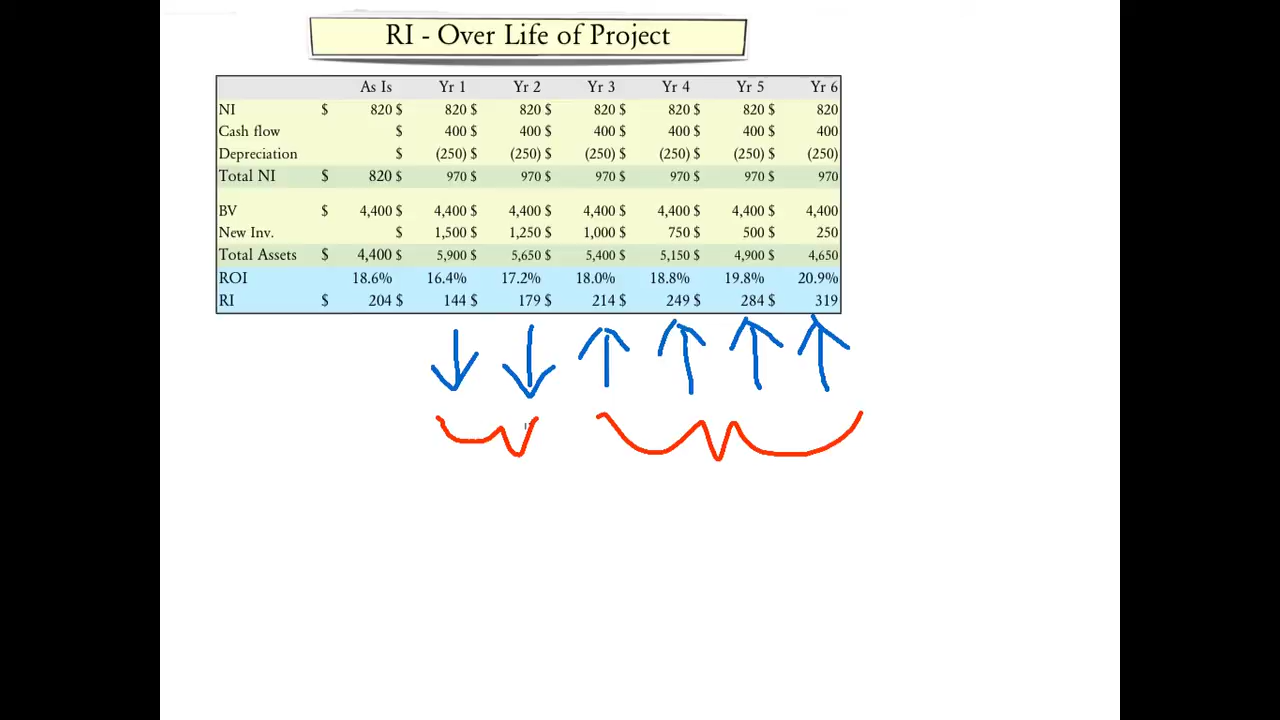 RI - Over Life of Project
As Is Yr 1 Yr 2 Yr 3 Yr 4 Yr 5 Yr 6
NI $ 820 $ 820 $ 820 $ 820 $ 820 $ 820 $ 820
Cash flow $ 400 $ 400 $ 400 $ 400 $ 400 $ 400
Depreciation $ (250) $ (250) $ (250) $ (250) $ (250) $ (250)
Total NI $ 820 $ 970 $ 970 $ 970 $ 970 $ 970 $ 970
BV $ 4,400 $ 4,400 $ 4,400 $ 4,400 $ 4,400 $ 4,400 $ 4,400
New Inv. $ 1,500 $ 1,250 $ 1,000 $ 750 $ 500 $ 250
Total Assets $ 4,400 $ 5,900 $ 5,650 $ 5,400 $ 5,150 $ 4,900 $ 4,650
ROI 18.6% 16.4% 17.2% 18.0% 18.8% 19.8% 20.9%
RI $ 204 $ 144 $ 179 $ 214 $ 249 $ 284 $ 319